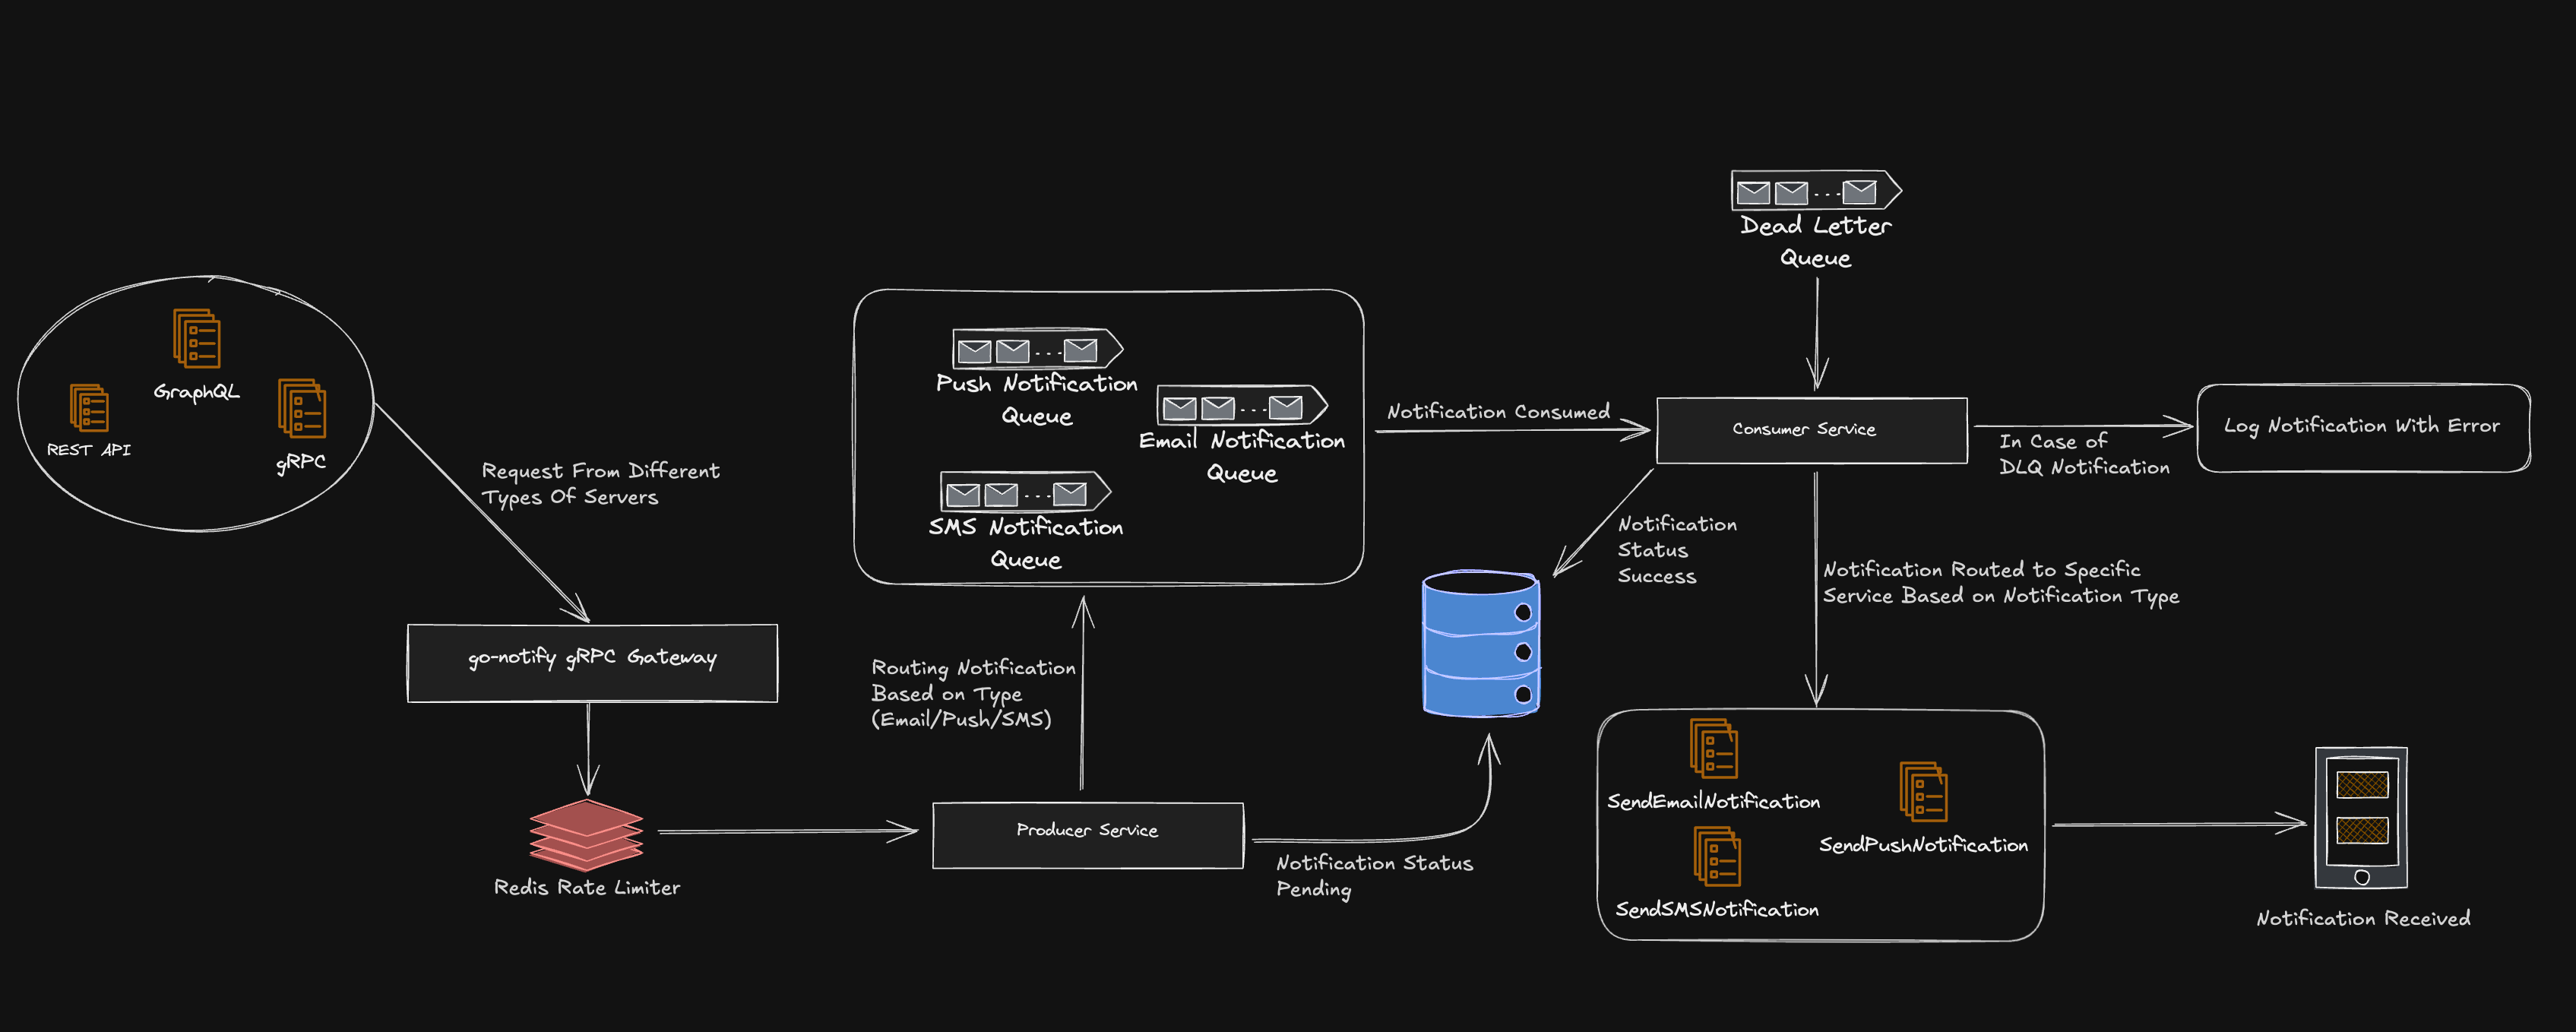 GraphQL
REST API
gRPC
Request From Different
Types Of Servers
go-notify gRPC Gateway
Redis Rate Limiter
Producer Service
Routing Notification
Based on Type
(Email/Push/SMS)
Notification Status
Pending
Push Notification
Queue
Email Notification
Queue
SMS Notification
Queue
Notification Consumed
Dead Letter
Queue
Consumer Service
In Case of
DLQ Notification
Log Notification With Error
Notification
Status
Success
Notification Routed to Specific
Service Based on Notification Type
SendEmailNotification
SendPushNotification
SendSMSNotification
Notification Received